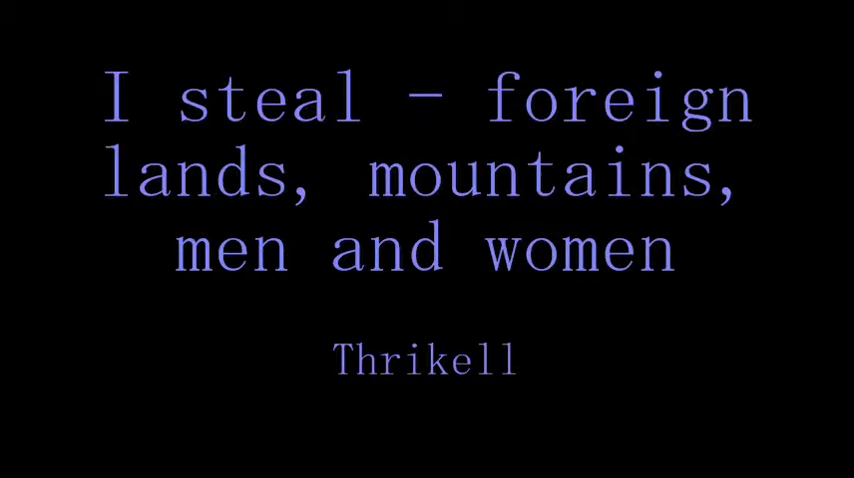 I steal - foreign
lands, mountains,
men and women
Thrikell